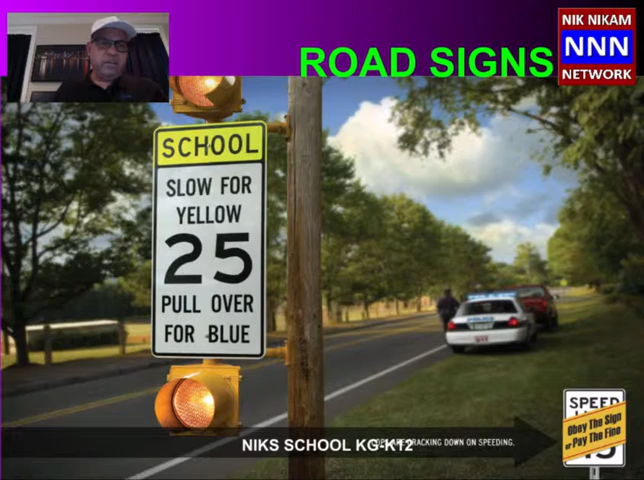 NIK NIKAM
NNN
NETWORK
ROAD SIGNS
SCHOOL
SLOW FOR
YELLOW
25
PULL OVER
FOR BLUE
POLICE
SPEED
Obey The Sign
or Pay The Fine
NIKS SCHOOL KG-K12
CRACKING DOWN ON SPEEDING.